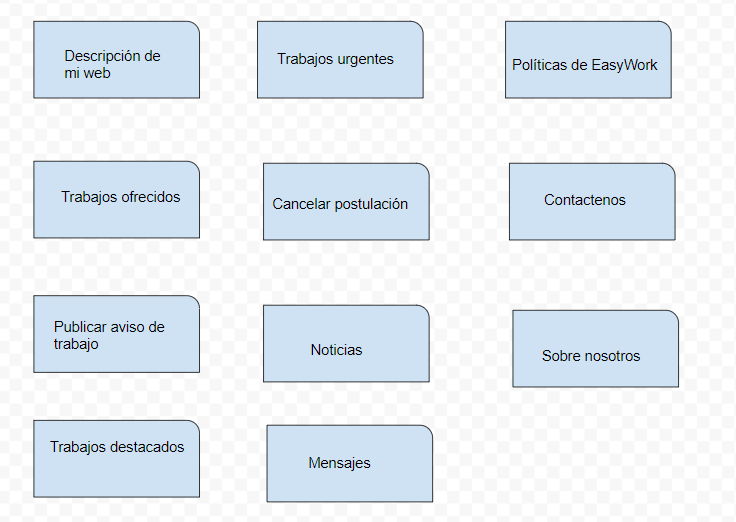 Descripción de
mi web
Trabajos urgentes
Políticas de EasyWork
Trabajos ofrecidos
Cancelar postulación
Contactenos
Publicar aviso de
trabajo
Noticias
Sobre nosotros
Trabajos destacados
Mensajes